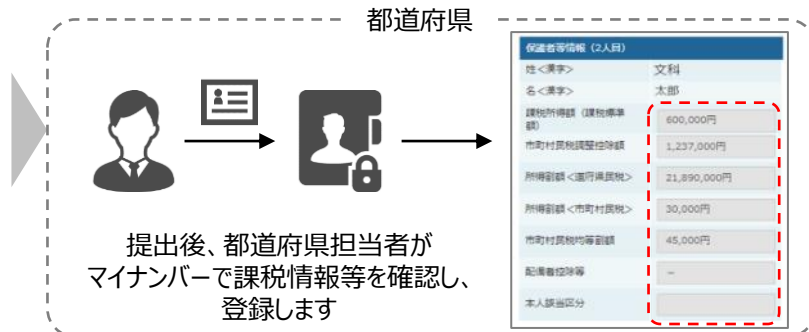 都道府県
保護者等情報（2人目）
姓<漢字> 文科
名<漢字> 太郎
課税所得額（課税標準
額） 600,000円
市町村民税調整控除額 1,237,000円
所得割額<道府県民税> 21,890,000円
所得割額<市町村民税> 30,000円
市町村民税均等割額 45,000円
配偶者控除等 －
本人該当区分
提出後、都道府県担当者が
マイナンバーで課税情報等を確認し、
登録します